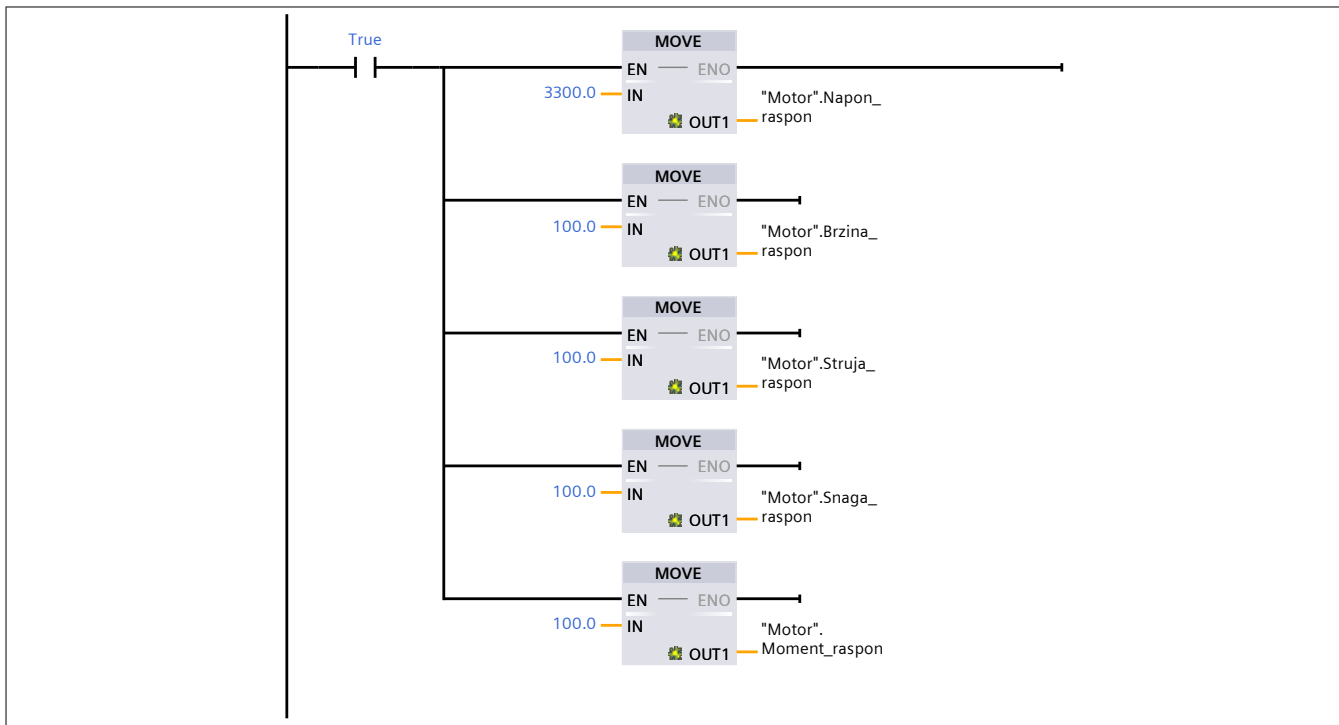 True
MOVE
EN
ENO
3300.0
IN
"Motor".Napon_
raspon
OUT1
MOVE
EN
ENO
100.0
IN
"Motor".Brzina_
raspon
OUT1
MOVE
EN
ENO
100.0
IN
"Motor".Struja_
raspon
OUT1
MOVE
EN
ENO
100.0
IN
"Motor".Snaga_
raspon
OUT1
MOVE
EN
ENO
100.0
IN
"Motor".
Moment_raspon
OUT1